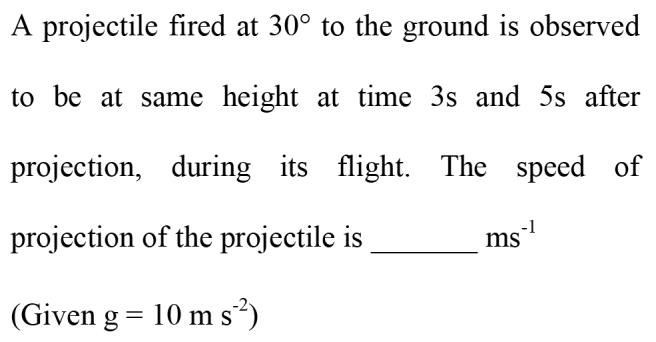 A projectile fired at 30° to the ground is observed
to be at same height at time 3s and 5s after
projection, during its flight. The speed of
projection of the projectile is ________ ms⁻¹
(Given g = 10 m s⁻²)